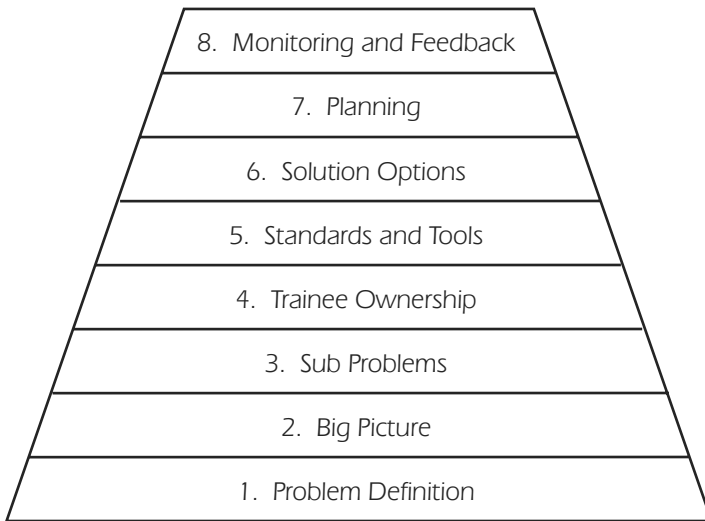 8. Monitoring and Feedback
7. Planning
6. Solution Options
5. Standards and Tools
4. Trainee Ownership
3. Sub Problems
2. Big Picture
1. Problem Definition